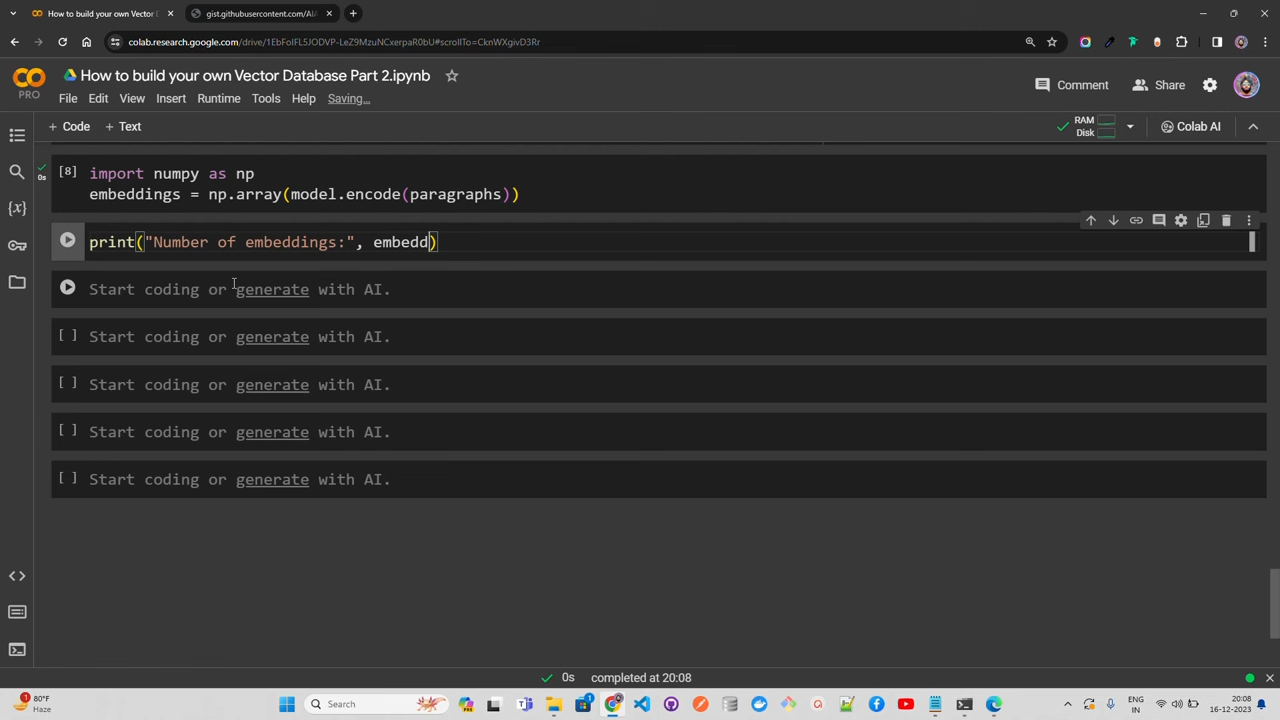 How to build your own Vector D
gist.githubusercontent.com/AIA
colab.research.google.com/drive/1EbFoIFL5JODVP-LeZ9MzuNCxerpaR0bU#scrollTo=CknWXgivD3Rr
How to build your own Vector Database Part 2.ipynb
PRO
File Edit View Insert Runtime Tools Help Saving...
Comment Share
+ Code + Text
RAM
Disk
Colab AI
[8] import numpy as np
0s
embeddings = np.array(model.encode(paragraphs))
print("Number of embeddings:", embedd)
Start coding or generate with AI.
[ ] Start coding or generate with AI.
[ ] Start coding or generate with AI.
[ ] Start coding or generate with AI.
[ ] Start coding or generate with AI.
0s completed at 20:08
1
80°F
Haze
Search
ENG
IN
20:08
16-12-2023